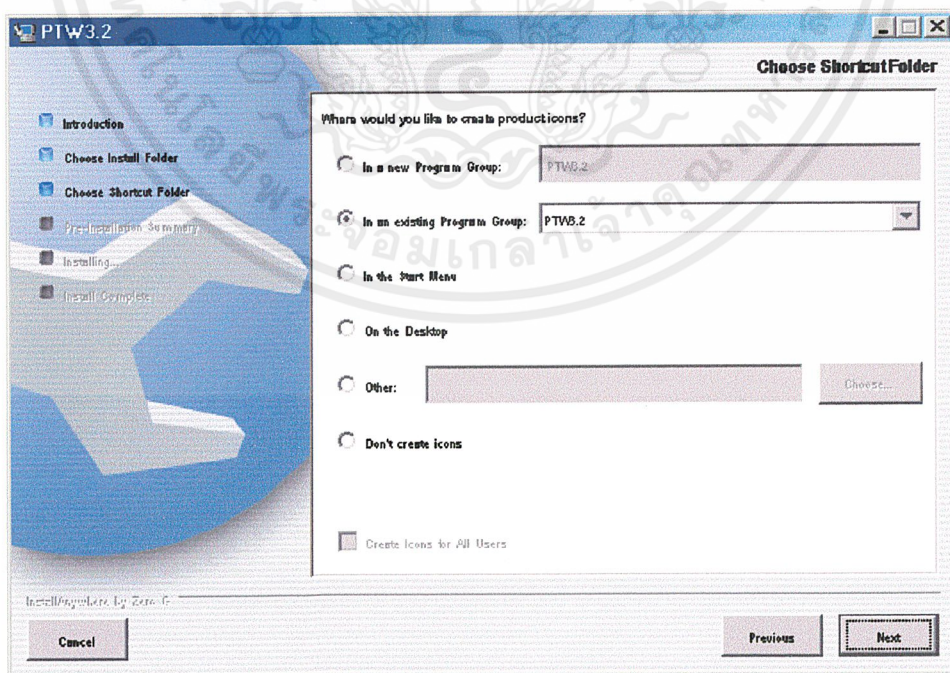 PTW3.2
Choose Shortcut Folder
Introduction
Choose Install Folder
Choose Shortcut Folder
Pre-Installation Summary
Installing...
Install Complete
Where would you like to create product icons?
In a new Program Group: PTW3.2
In an existing Program Group: PTW3.2
In the Start Menu
On the Desktop
Other: Choose...
Don't create icons
Create Icons for All Users
InstallAnywhere by Zero G
Cancel Previous Next